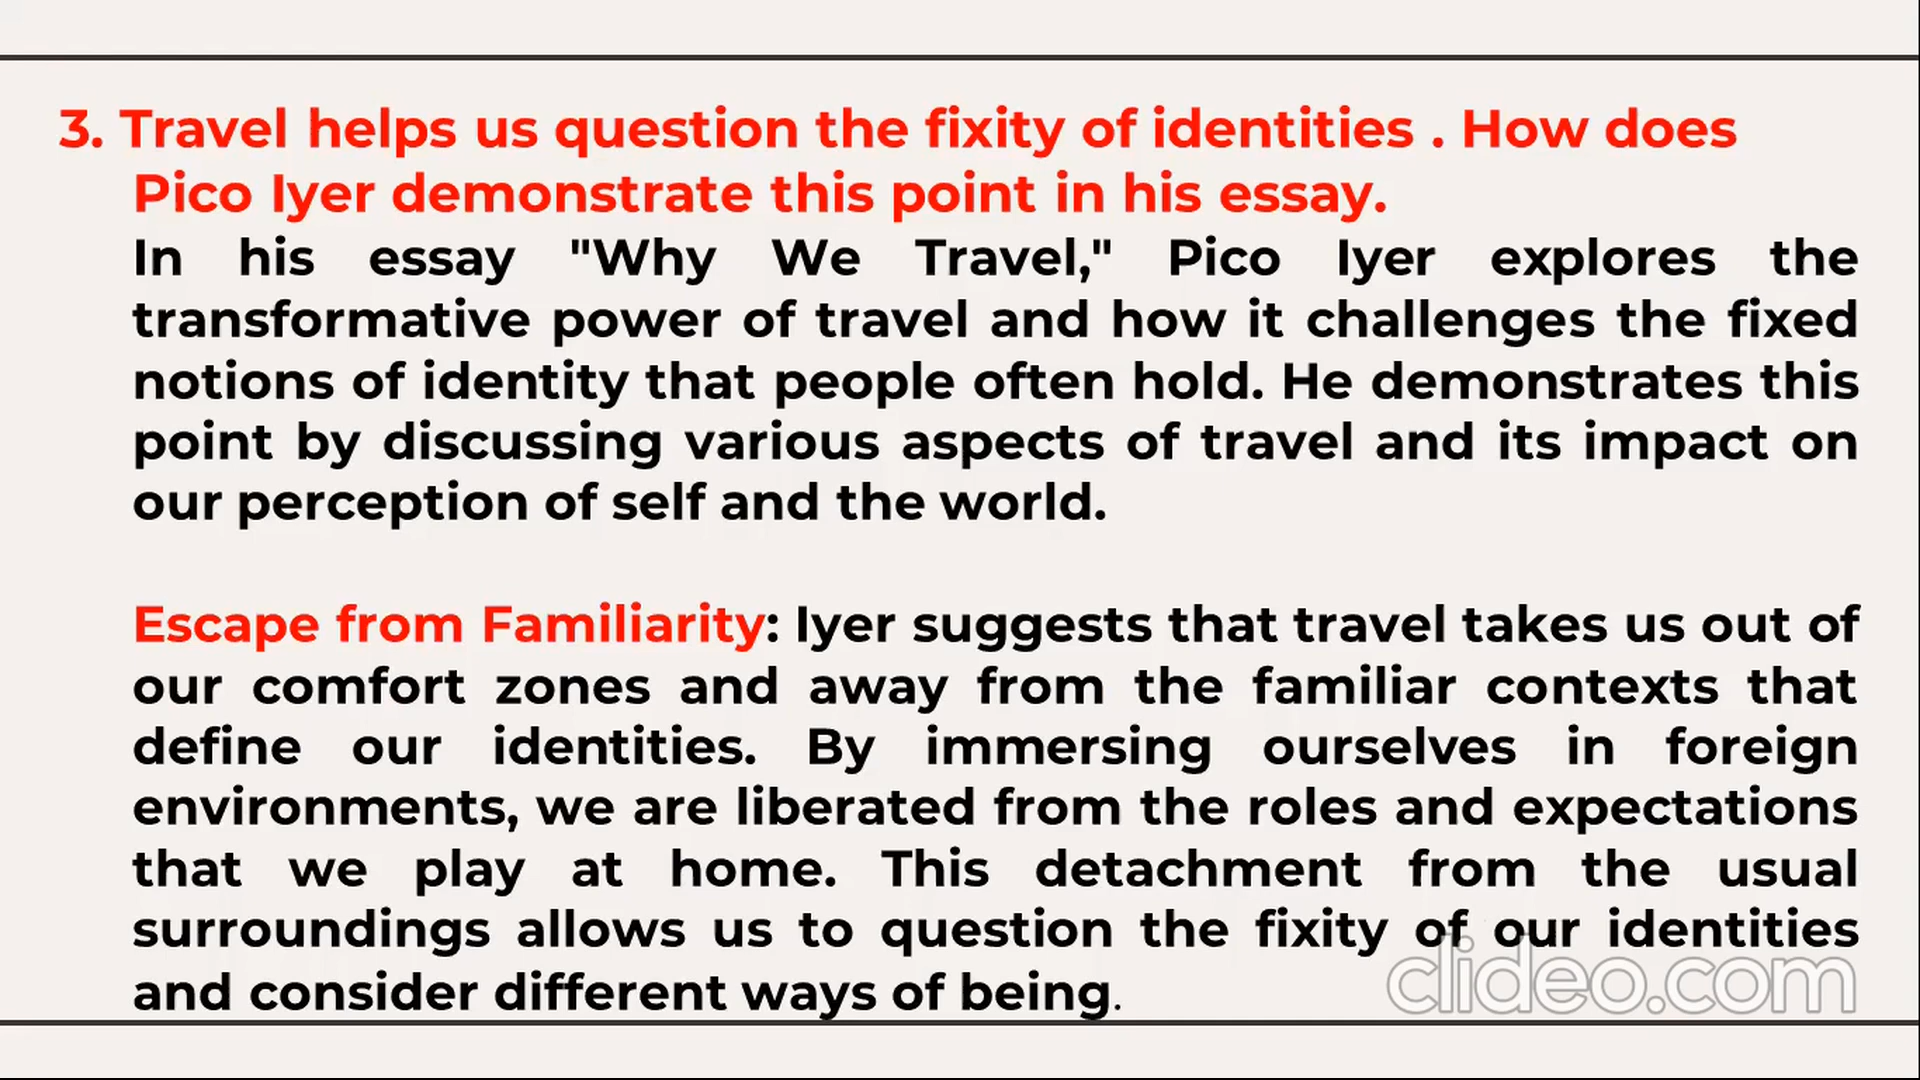 3. Travel helps us question the fixity of identities . How does
Pico Iyer demonstrate this point in his essay.
In his essay "Why We Travel," Pico Iyer explores the
transformative power of travel and how it challenges the fixed
notions of identity that people often hold. He demonstrates this
point by discussing various aspects of travel and its impact on
our perception of self and the world.
Escape from Familiarity: Iyer suggests that travel takes us out of
our comfort zones and away from the familiar contexts that
define our identities. By immersing ourselves in foreign
environments, we are liberated from the roles and expectations
that we play at home. This detachment from the usual
surroundings allows us to question the fixity of our identities
and consider different ways of being.
clideo.com